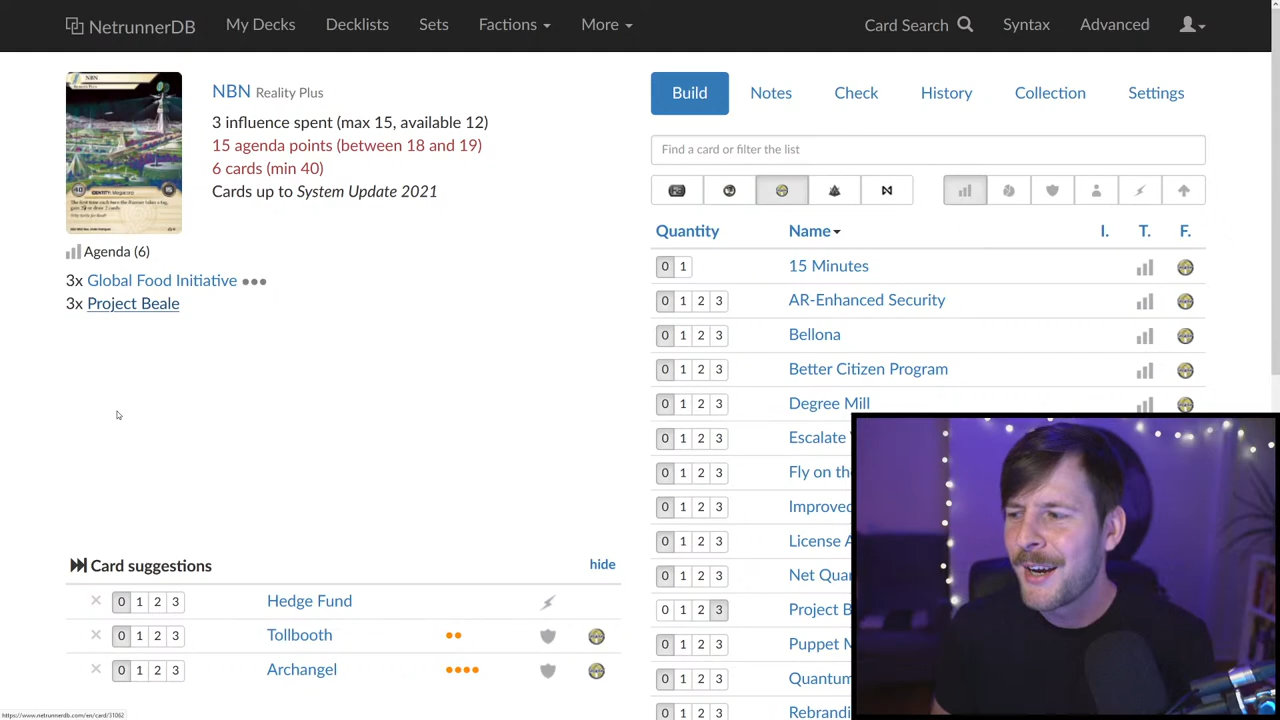 NetrunnerDB My Decks Decklists Sets Factions More Card Search Syntax Advanced
NBN Reality Plus
3 influence spent (max 15, available 12)
15 agenda points (between 18 and 19)
6 cards (min 40)
Cards up to System Update 2021
Agenda (6)
3x Global Food Initiative
3x Project Beale
Card suggestions hide
0 1 2 3 Hedge Fund
0 1 2 3 Tollbooth
0 1 2 3 Archangel
https://www.netrunnerdb.com/en/card/31062
Build Notes Check History Collection Settings
Find a card or filter the list
Quantity Name I. T. F.
0 1 15 Minutes
0 1 2 3 AR-Enhanced Security
0 1 2 3 Bellona
0 1 2 3 Better Citizen Program
0 1 2 3 Degree Mill
0 1 2 3 Escalate
0 1 2 3 Fly on th
0 1 2 3 Improved
0 1 2 3 License A
0 1 2 3 Net Qua
0 1 2 3 Project B
0 1 2 3 Puppet M
0 1 2 3 Quantum
0 1 2 3 Rebrandi